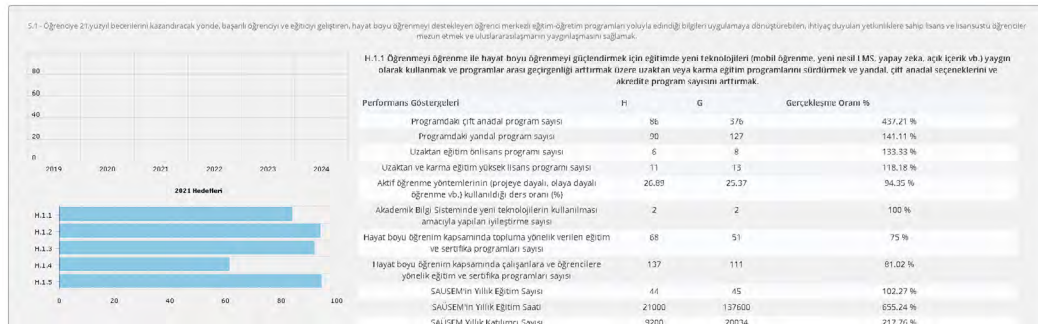 S.1 - Öğrenciye 21.yüzyıl becerilerini kazandıracak yönde, başarılı öğrenciyi ve eğiticiyi geliştiren, hayat boyu öğrenmeyi destekleyen öğrenci merkezli eğitim-öğretim programları yoluyla edindiği bilgileri uygulamaya dönüştürebilen, ihtiyaç duyulan yetkinliklere sahip lisans ve lisansüstü öğrenciler
mezun etmek ve uluslararasılaşmanın yaygınlaşmasını sağlamak.
80
60
40
20
0
2019 2020 2021 2022 2023 2024
2021 Hedefleri
H.1.1
H.1.2
H.1.3
H.1.4
H.1.5
0 20 40 60 80 100
H.1.1 Öğrenmeyi öğrenme ile hayat boyu öğrenmeyi güçlendirmek için eğitimde yeni teknolojileri (mobil öğrenme, yeni nesil LMS, yapay zeka, açık içerik vb.) yaygın
olarak kullanmak ve programlar arası geçirgenliği arttırmak üzere uzaktan veya karma eğitim programlarını sürdürmek ve yandal, çift anadal seçeneklerini ve
akredite program sayısını arttırmak.
Performans Göstergeleri H G Gerçekleşme Oranı %
Programdaki çift anadal program sayısı 86 376 437.21 %
Programdaki yandal program sayısı 90 127 141.11 %
Uzaktan eğitim önlisans programı sayısı 6 8 133.33 %
Uzaktan ve karma eğitim yüksek lisans programı sayısı 11 13 118.18 %
Aktif öğrenme yöntemlerinin (projeye dayalı, olaya dayalı 26.89 25.37 94.35 %
öğrenme vb.) kullanıldığı ders oranı (%)
Akademik Bilgi Sisteminde yeni teknolojilerin kullanılması 2 2 100 %
amacıyla yapılan iyileştirme sayısı
Hayat boyu öğrenim kapsamında topluma yönelik verilen eğitim 68 51 75 %
ve sertifika programları sayısı
Hayat boyu öğrenim kapsamında çalışanlara ve öğrencilere 137 111 81.02 %
yönelik eğitim ve sertifika programları sayısı
SAÜSEM'in Yıllık Eğitim Sayısı 44 45 102.27 %
SAÜSEM'in Yıllık Eğitim Saati 21000 137600 655.24 %
SAÜSEM Yıllık Katılımcı Sayısı 9200 20034 217.76 %